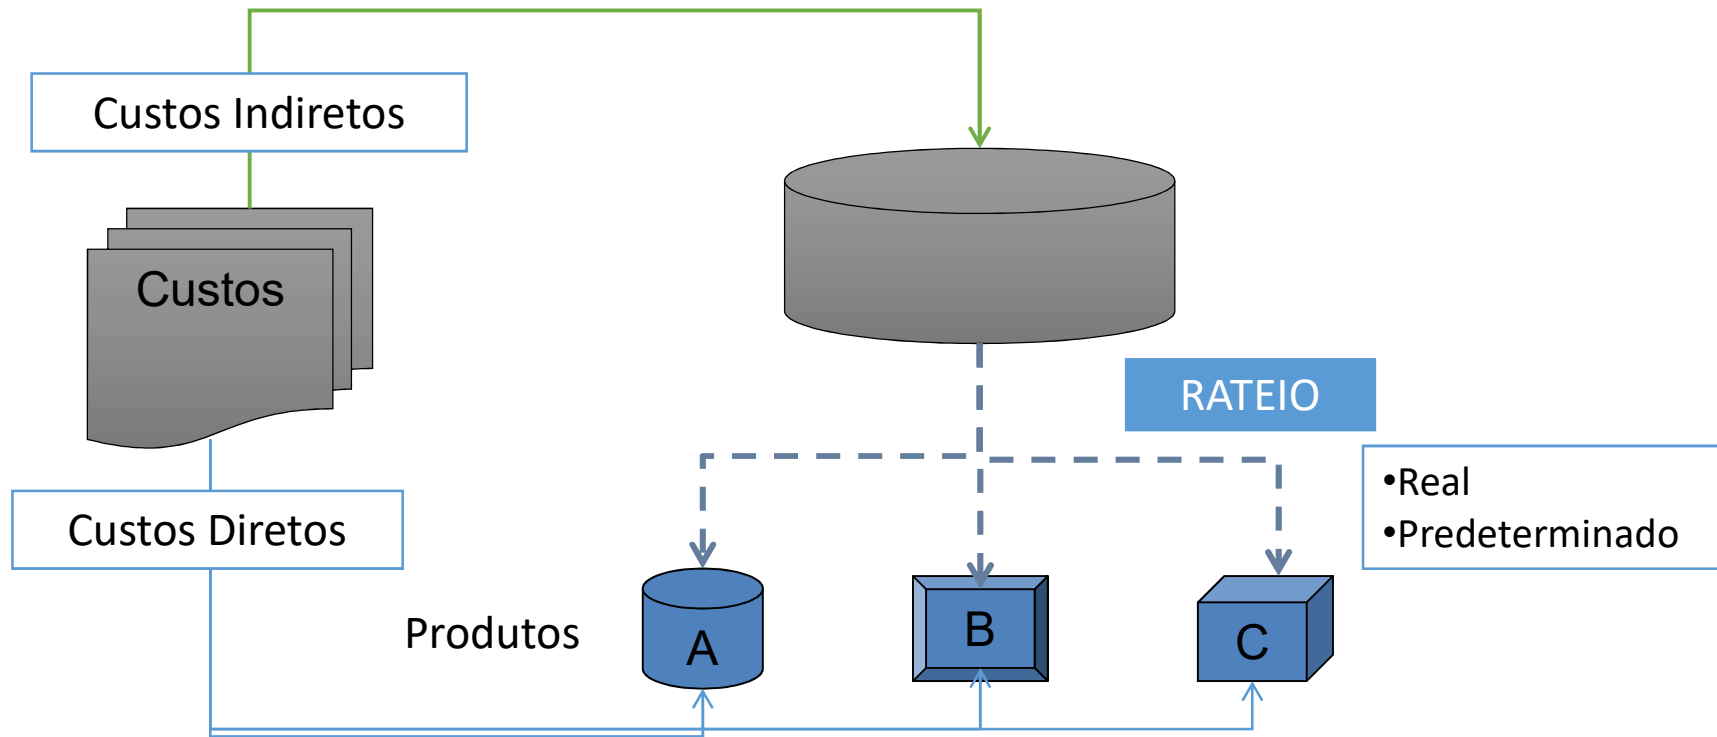 Custos Indiretos
Custos
RATEIO
•Real
•Predeterminado
Custos Diretos
Produtos
A
B
C